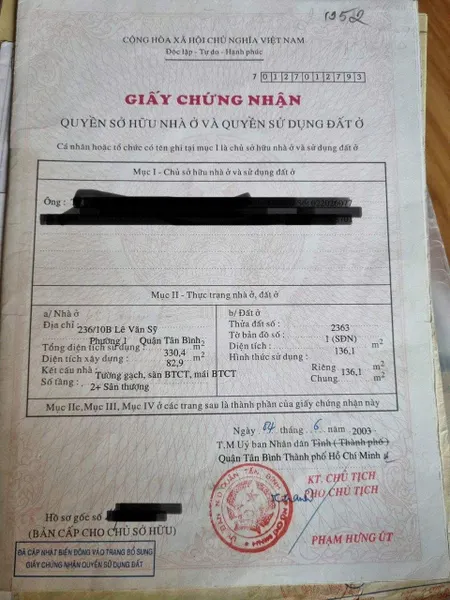 1952
CỘNG HÒA XÃ HỘI CHỦ NGHĨA VIỆT NAM
Độc lập - Tự do - Hạnh phúc
7 0 1 2 7 0 1 2 7 9 3
GIẤY CHỨNG NHẬN
QUYỀN SỞ HỮU NHÀ Ở VÀ QUYỀN SỬ DỤNG ĐẤT Ở
Cá nhân hoặc tổ chức có tên ghi tại mục I là chủ sở hữu nhà ở và sử dụng đất ở
Mục I - Chủ sở hữu nhà ở và sử dụng đất ở
Ông :
Mục II - Thực trạng nhà ở, đất ở
a/ Nhà ở
Địa chỉ : 236/10B Lê Văn Sỹ
Phường 1 Quận Tân Bình
Tổng diện tích sử dụng : 330,4 m2
Diện tích xây dựng : 82,9 m2
Kết cấu nhà : Tường gạch, sàn BTCT, mái BTCT
Số tầng : 2+ Sân thượng
b/ Đất ở
Thửa đất số : 2363
Tờ bản đồ số : 1 (SĐN)
Diện tích : 136,1 m2
Hình thức sử dụng :
Riêng 136,1 m2
Chung. m2
Mục IIc, Mục III, Mục IV ở các trang sau là thành phần của giấy chứng nhận này
Ngày 04 tháng 6 2003
T.M Uỷ ban Nhân dân Tỉnh ( Thành phố )
Quận Tân Bình Thành phố Hồ Chí Minh
KT. CHỦ TỊCH
PHÓ CHỦ TỊCH
PHẠM HƯNG ÚT
Hồ sơ gốc số
(BẢN CẤP CHO CHỦ SỞ HỮU)
ĐÃ CẬP NHẬT BIẾN ĐỘNG VÀO TRANG BỔ SUNG
GIẤY CHỨNG NHẬN QUYỀN SỬ DỤNG ĐẤT